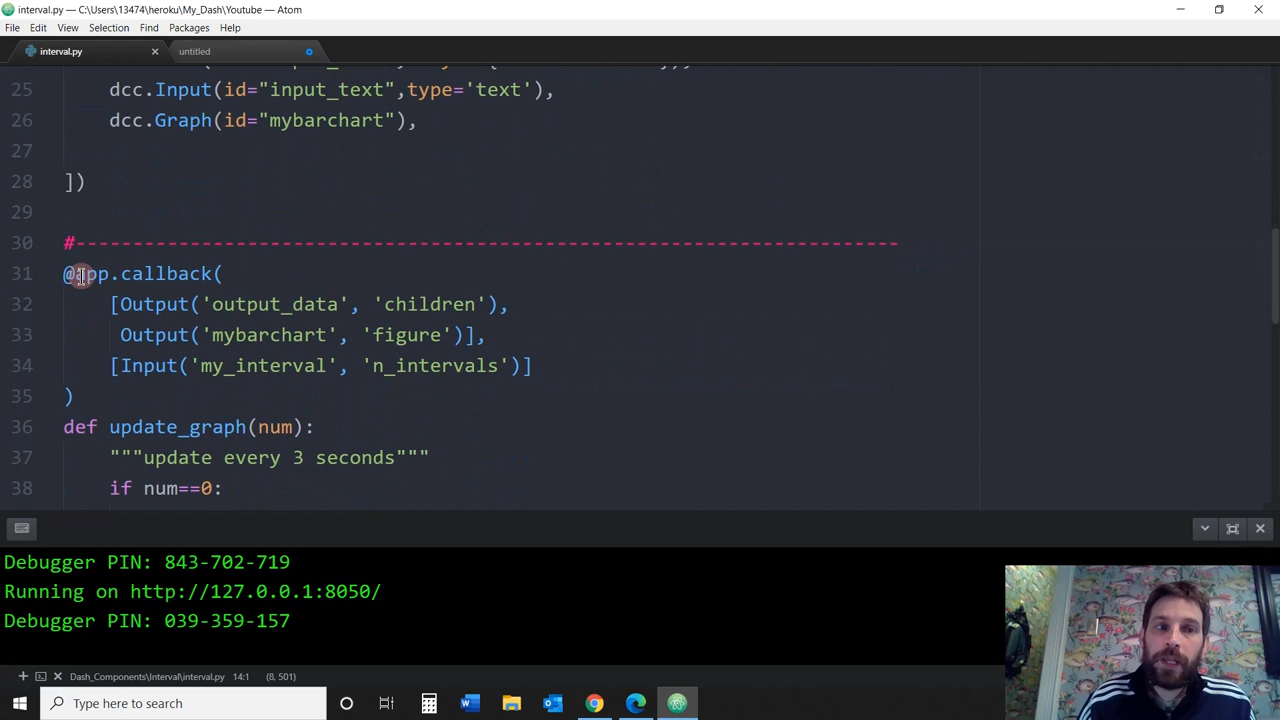 interval.py — C:\Users\13474\heroku\My_Dash\Youtube — Atom
File Edit View Selection Find Packages Help
interval.py
untitled
25 dcc.Input(id="input_text",type='text'),
26 dcc.Graph(id="mybarchart"),
27
28 ])
29
30 #------------------------------------------------------------------------
31 @app.callback(
32 [Output('output_data', 'children'),
33 Output('mybarchart', 'figure')],
34 [Input('my_interval', 'n_intervals')]
35 )
36 def update_graph(num):
37 """update every 3 seconds"""
38 if num==0:
Debugger PIN: 843-702-719
Running on http://127.0.0.1:8050/
Debugger PIN: 039-359-157
Dash_Components\Interval\interval.py 14:1 (8, 501)
Type here to search